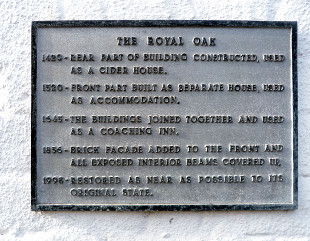 THE ROYAL OAK
1420-REAR PART OF BUILDING CONSTRUCTED, USED
AS A CIDER HOUSE.
1520-FRONT PART BUILT AS SEPARATE HOUSE, USED
AS ACCOMMODATION.
1645-THE BUILDINGS JOINED TOGETHER AND USED
AS A COACHING INN.
1856-BRICK FACADE ADDED TO THE FRONT AND
ALL EXPOSED INTERIOR BEAMS COVERED UP.
1996-RESTORED AS NEAR AS POSSIBLE TO ITS
ORIGINAL STATE.